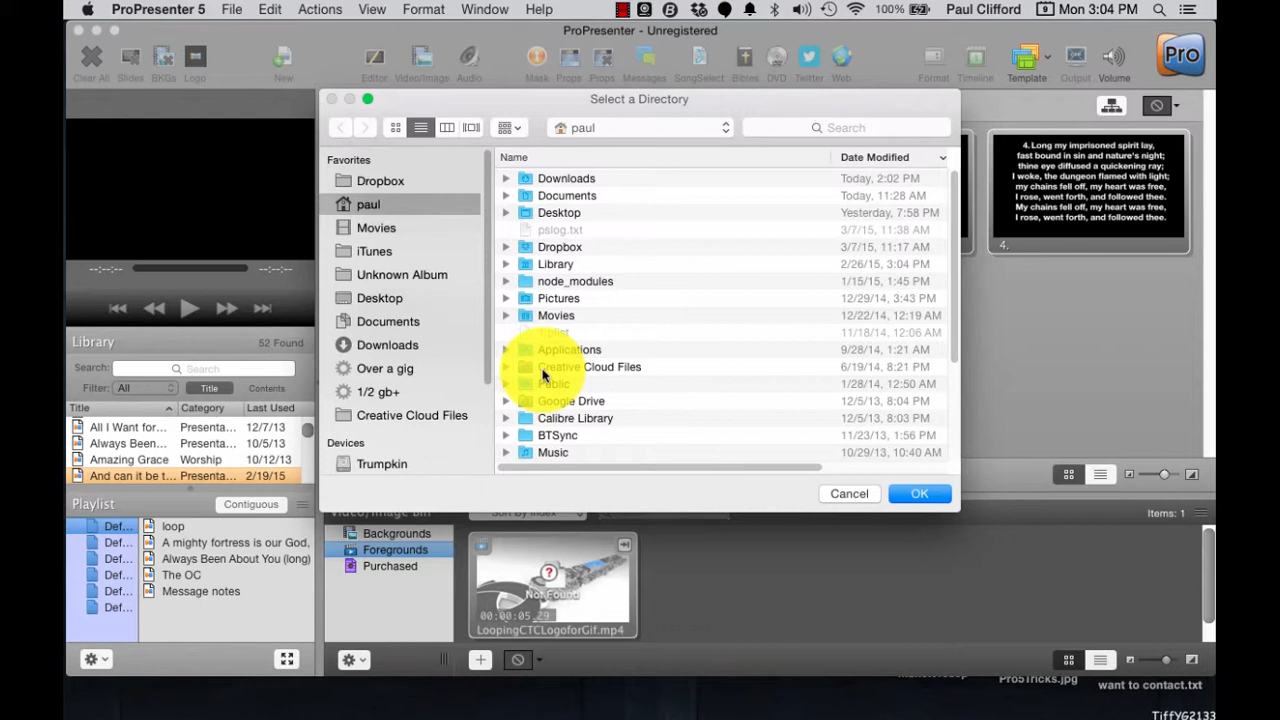 ProPresenter 5 File Edit Actions View Format Window Help 100% Paul Clifford 9 Mon 3:04 PM
ProPresenter - Unregistered
Clear All Slides BKGs Logo New Editor Video/Image Audio Mask Props Props Messages SongSelect Bibles DVD Twitter Web Format Timeline Template Output Volume
Pro
Select a Directory
paul
Search
Favorites
Dropbox
paul
Movies
iTunes
Unknown Album
Desktop
Documents
Downloads
Over a gig
1/2 gb+
Creative Cloud Files
Devices
Trumpkin
Name Date Modified
Downloads Today, 2:02 PM
Documents Today, 11:28 AM
Desktop Yesterday, 7:58 PM
pslog.txt 3/7/15, 11:38 AM
Dropbox 3/7/15, 11:17 AM
Library 2/26/15, 3:04 PM
node_modules 1/15/15, 1:45 PM
Pictures 12/29/14, 3:43 PM
Movies 12/22/14, 12:19 AM
11/18/14, 12:06 AM
Applications 9/28/14, 1:21 AM
Creative Cloud Files 6/19/14, 8:21 PM
Public 1/28/14, 12:50 AM
Google Drive 12/5/13, 8:04 PM
Calibre Library 12/5/13, 8:03 PM
BTSync 11/23/13, 1:56 PM
Music 10/29/13, 10:40 AM
Cancel OK
4. Long my imprisoned spirit lay,
fast bound in sin and nature's night;
thine eye diffused a quickening ray;
I woke, the dungeon flamed with light;
my chains fell off, my heart was free,
I rose, went forth, and followed thee.
My chains fell off, my heart was free,
I rose, went forth, and followed thee.
4.
--:--:-- --:--:--
Library 52 Found
Search: Search
Filter: All Title Contents
Title Category Last Used
All I Want for... Presenta... 12/7/13
Always Been... Presenta... 10/5/13
Amazing Grace Worship 10/12/13
And can it be t... Presenta... 2/19/15
Playlist Contiguous
Def... loop
Def... A mighty fortress is our God,
Def... Always Been About You (long)
Def... The OC
Def... Message notes
Def...
Video/Image Bin Sort By Index Items: 1
Backgrounds
Foregrounds
Purchased
?
Not Found
00:00:05.29
LoopingCTCLogoforGif.mp4
Pro5Tricks.jpg
want to contact.txt
TiffyG2133